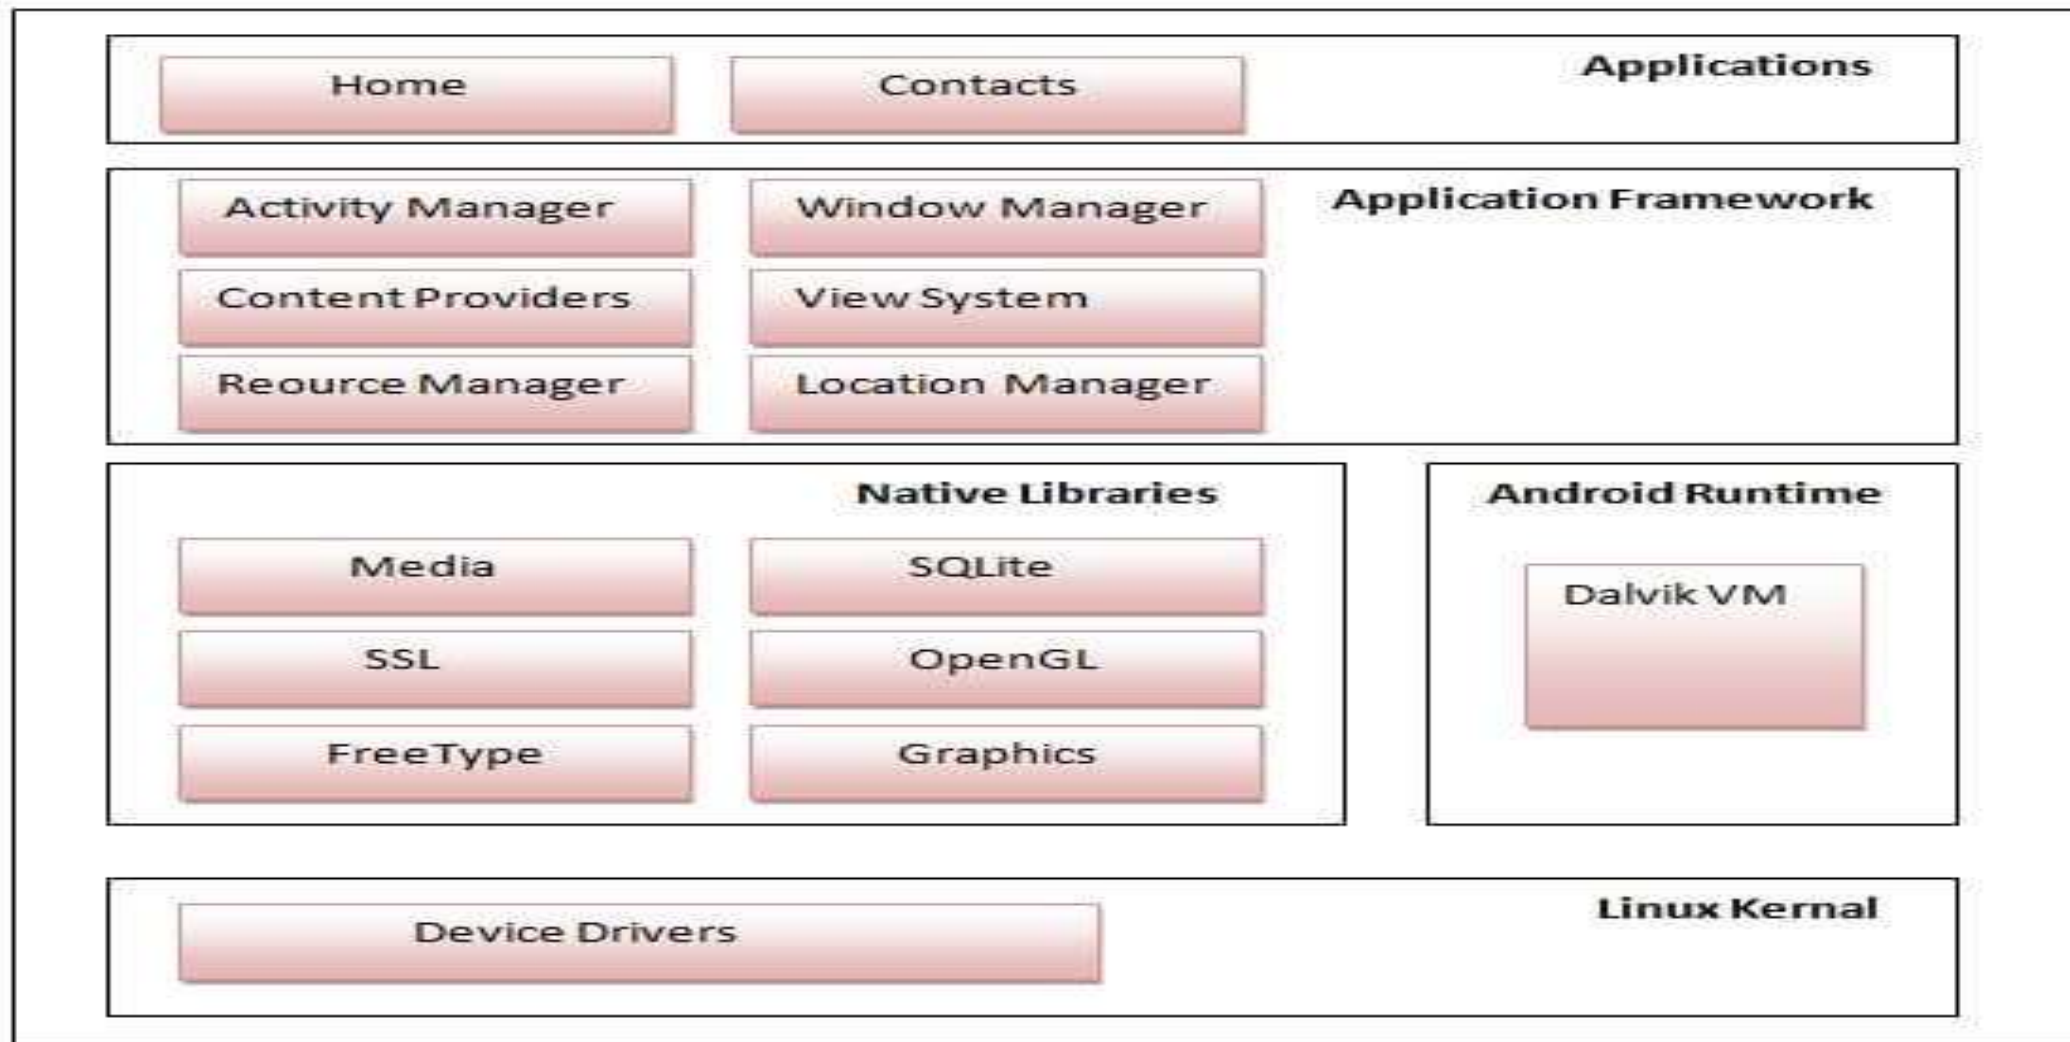 Applications
Home
Contacts
Application Framework
Activity Manager
Window Manager
Content Providers
View System
Reource Manager
Location Manager
Native Libraries
Media
SQLite
SSL
OpenGL
FreeType
Graphics
Android Runtime
Dalvik VM
Linux Kernal
Device Drivers